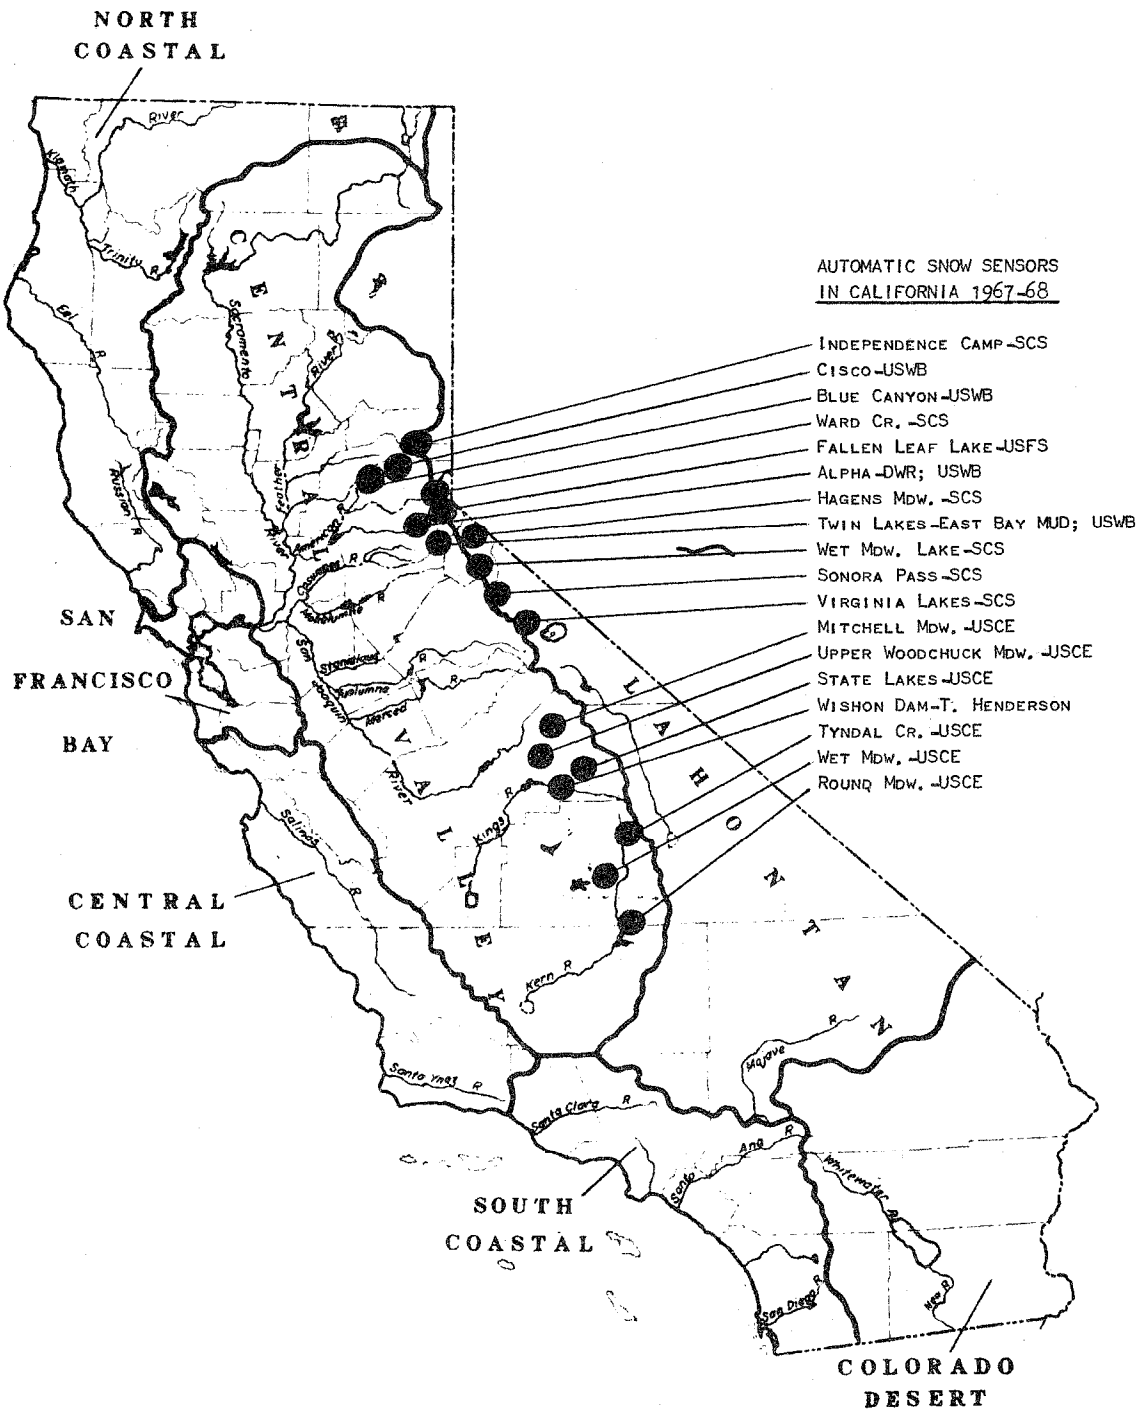 NORTH
COASTAL
River
Klamath
Trinity R
Eel
R
Sacramento
River
R
Feather
River
Russian R
American R
Cosumnes R
Mokelumne R
San
Joaquin
River
Stanislaus R
Tuolumne R
Merced R
Kings R
Kern R
Salinas
R
Santa Ynez R
Santa Clara R
Santa Ana R
Mojave R
Whitewater R
New R
San Diego R
CENTRAL
VALLEY
LAHONTAN
SAN
FRANCISCO
BAY
CENTRAL
COASTAL
SOUTH
COASTAL
COLORADO
DESERT
AUTOMATIC SNOW SENSORS
IN CALIFORNIA 1967-68
INDEPENDENCE CAMP-SCS
CISCO-USWB
BLUE CANYON-USWB
WARD CR. -SCS
FALLEN LEAF LAKE-USFS
ALPHA-DWR; USWB
HAGENS MDW. -SCS
TWIN LAKES-EAST BAY MUD; USWB
WET MDW. LAKE-SCS
SONORA PASS-SCS
VIRGINIA LAKES-SCS
MITCHELL MDW. -USCE
UPPER WOODCHUCK MDW. -USCE
STATE LAKES-USCE
WISHON DAM-T. HENDERSON
TYNDAL CR. -USCE
WET MDW. -USCE
ROUND MDW. -USCE